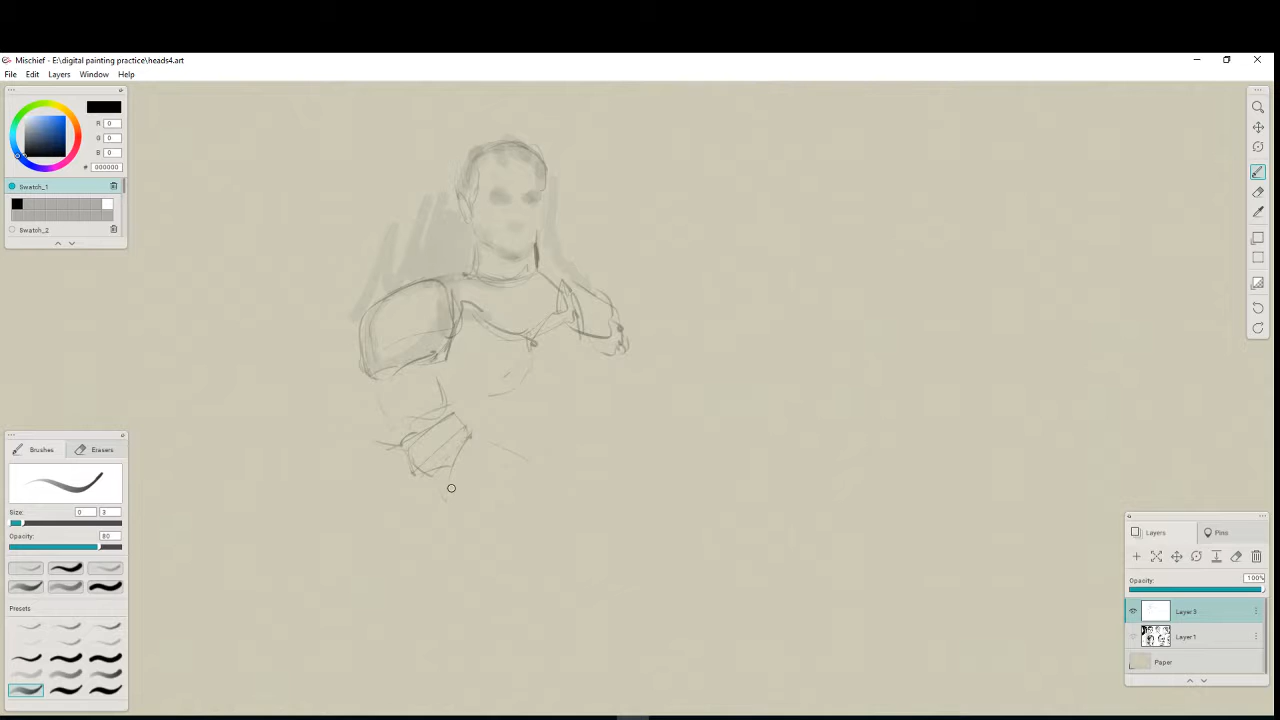 Mischief - E:\digital painting practice\heads4.art
File Edit Layers Window Help
R 0
G 0
B 0
# 000000
Swatch_1
Swatch_2
Brushes Erasers
Size: 0 3
Opacity: 80
Presets
Layers Pins
Opacity: 100%
Layer 3
Layer 1
Paper